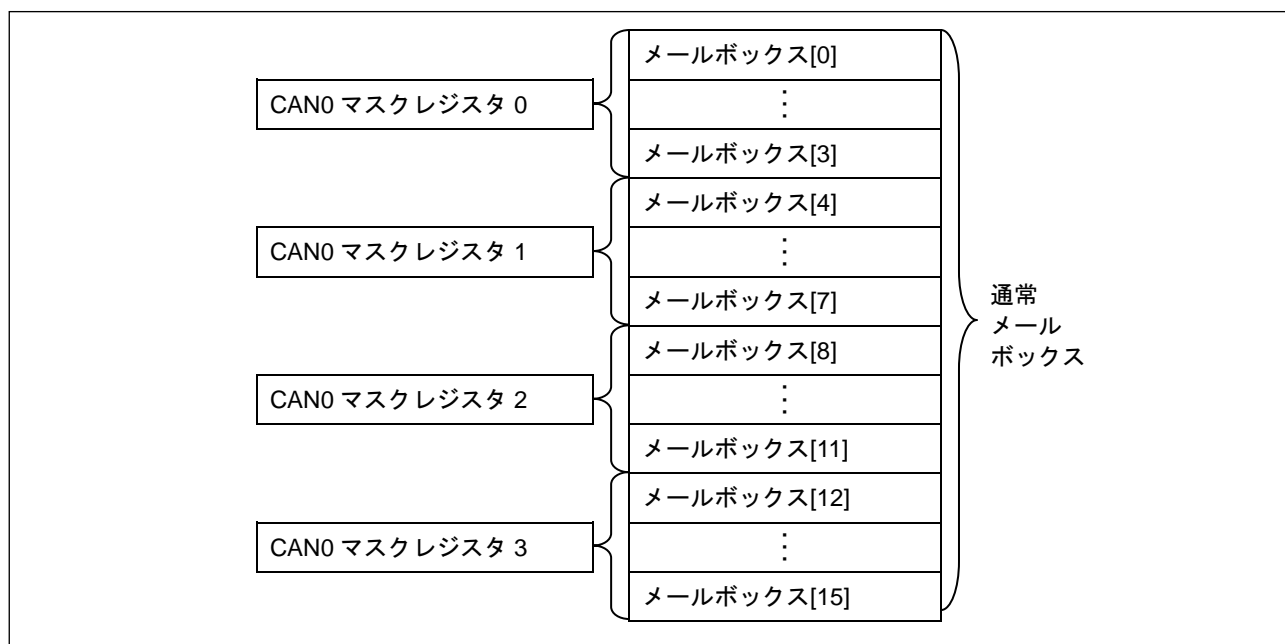 メールボックス[0]
CAN0 マスクレジスタ 0
⋮
メールボックス[3]
メールボックス[4]
CAN0 マスクレジスタ 1
⋮
メールボックス[7]
メールボックス[8]
CAN0 マスクレジスタ 2
⋮
メールボックス[11]
メールボックス[12]
CAN0 マスクレジスタ 3
⋮
メールボックス[15]
通常
メール
ボックス